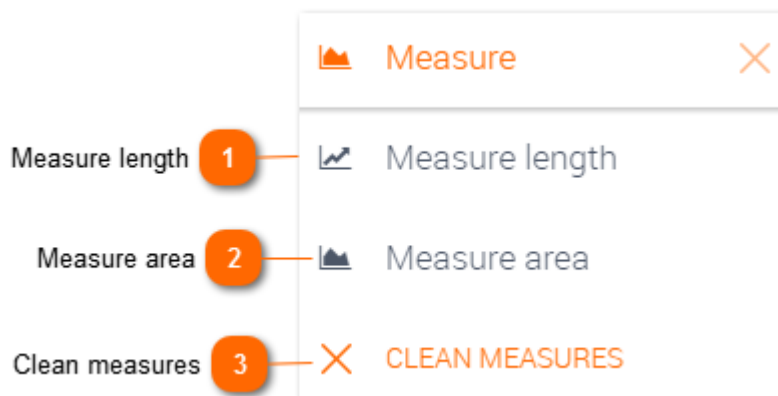 Measure
Measure length 1 Measure length
Measure area 2 Measure area
Clean measures 3 CLEAN MEASURES